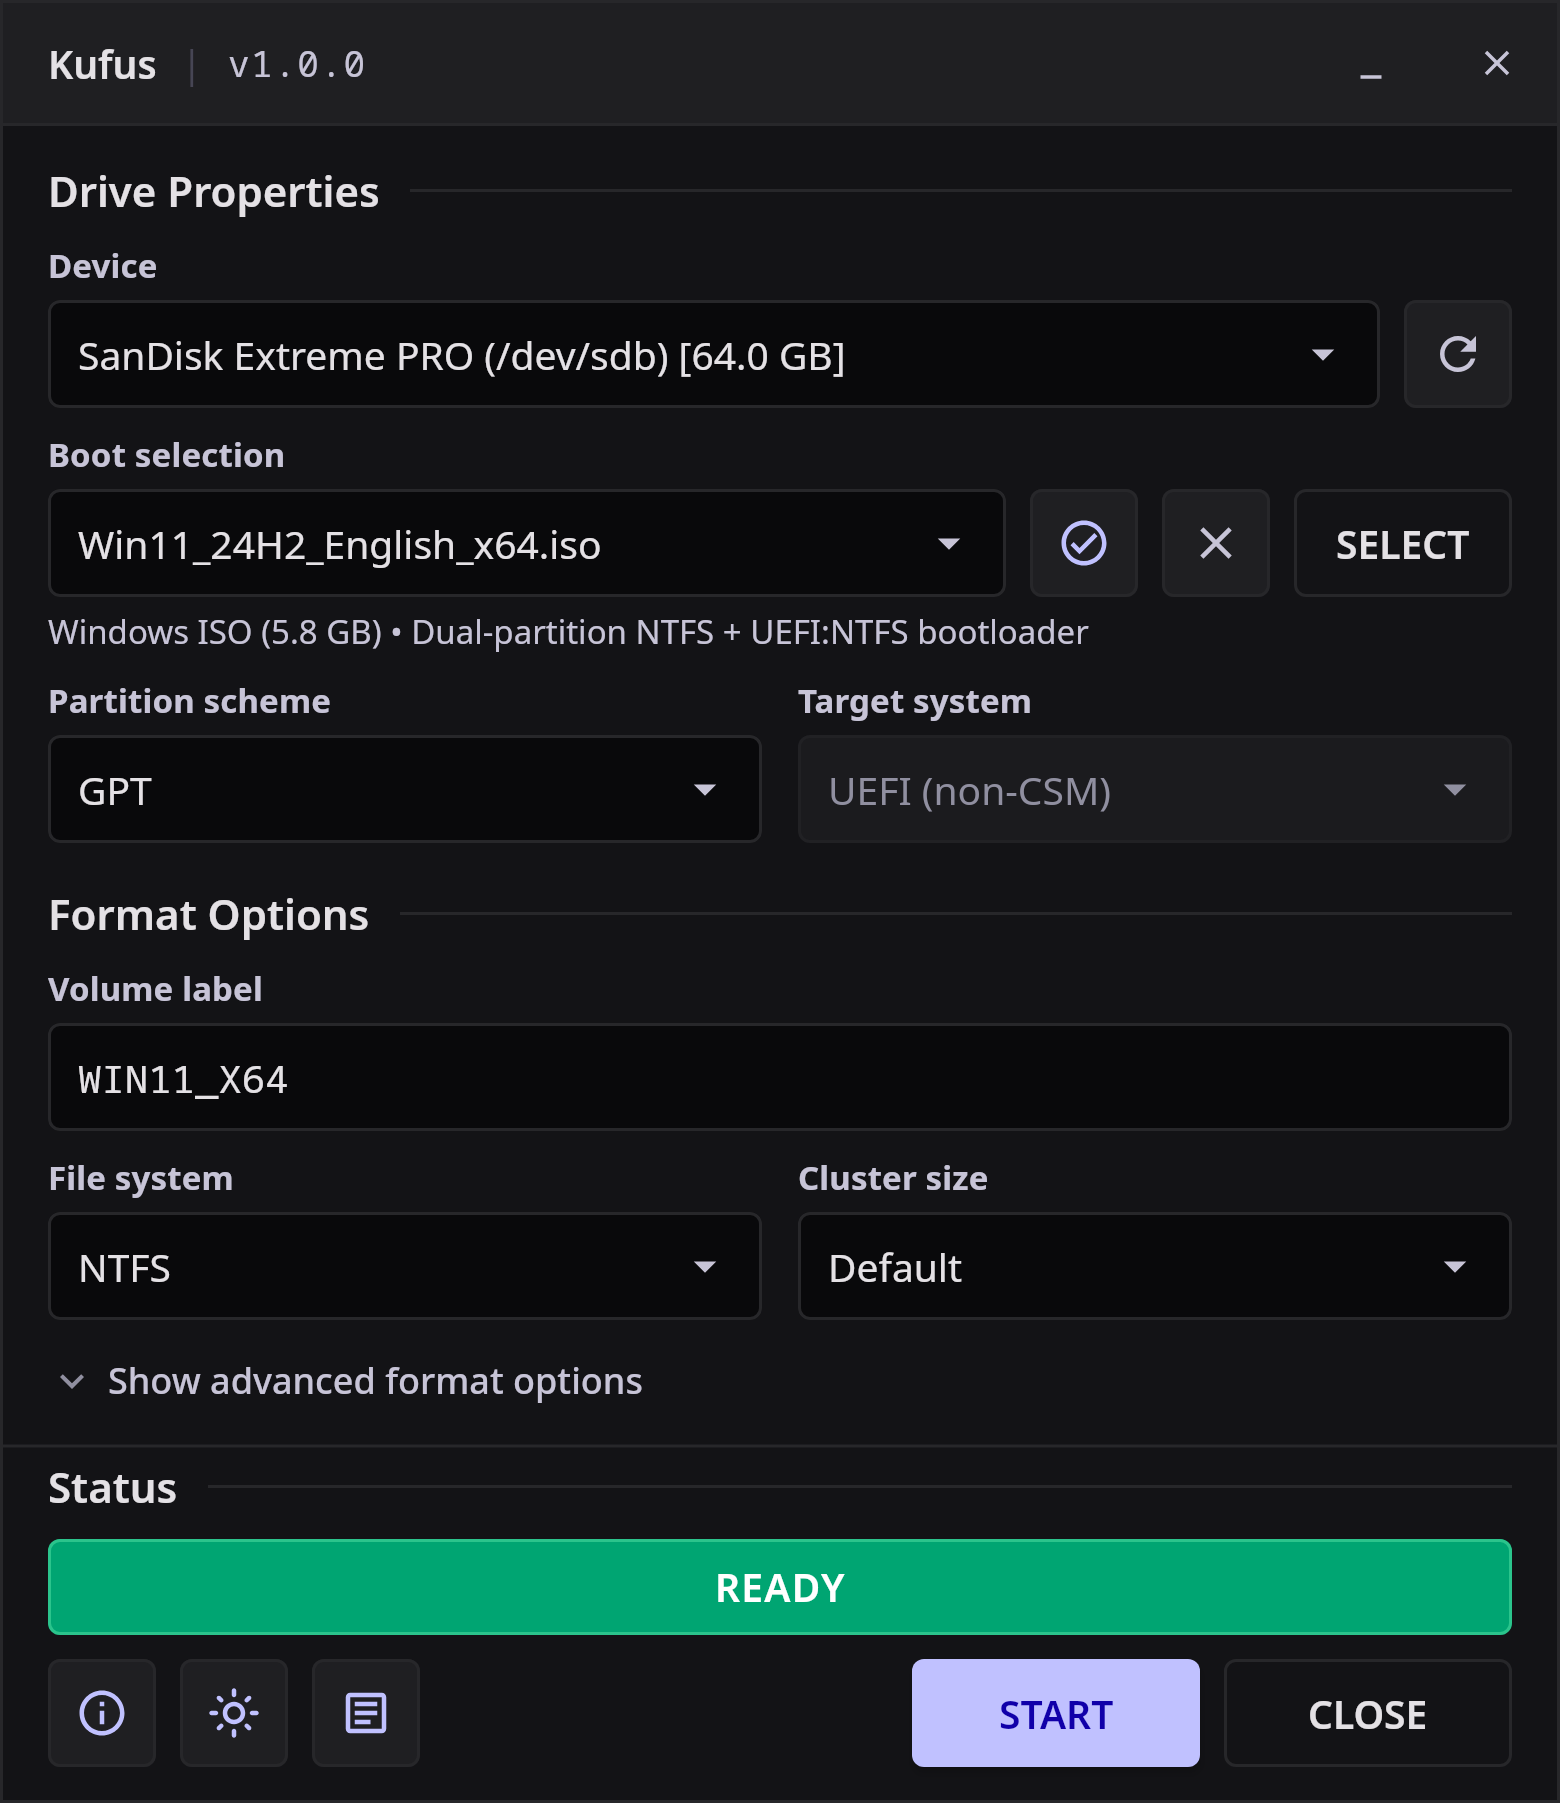 Kufus | v1.0.0
Drive Properties
Device
SanDisk Extreme PRO (/dev/sdb) [64.0 GB]
Boot selection
Win11_24H2_English_x64.iso
SELECT
Windows ISO (5.8 GB) • Dual-partition NTFS + UEFI:NTFS bootloader
Partition scheme
Target system
GPT
UEFI (non-CSM)
Format Options
Volume label
WIN11_X64
File system
Cluster size
NTFS
Default
Show advanced format options
Status
READY
START
CLOSE